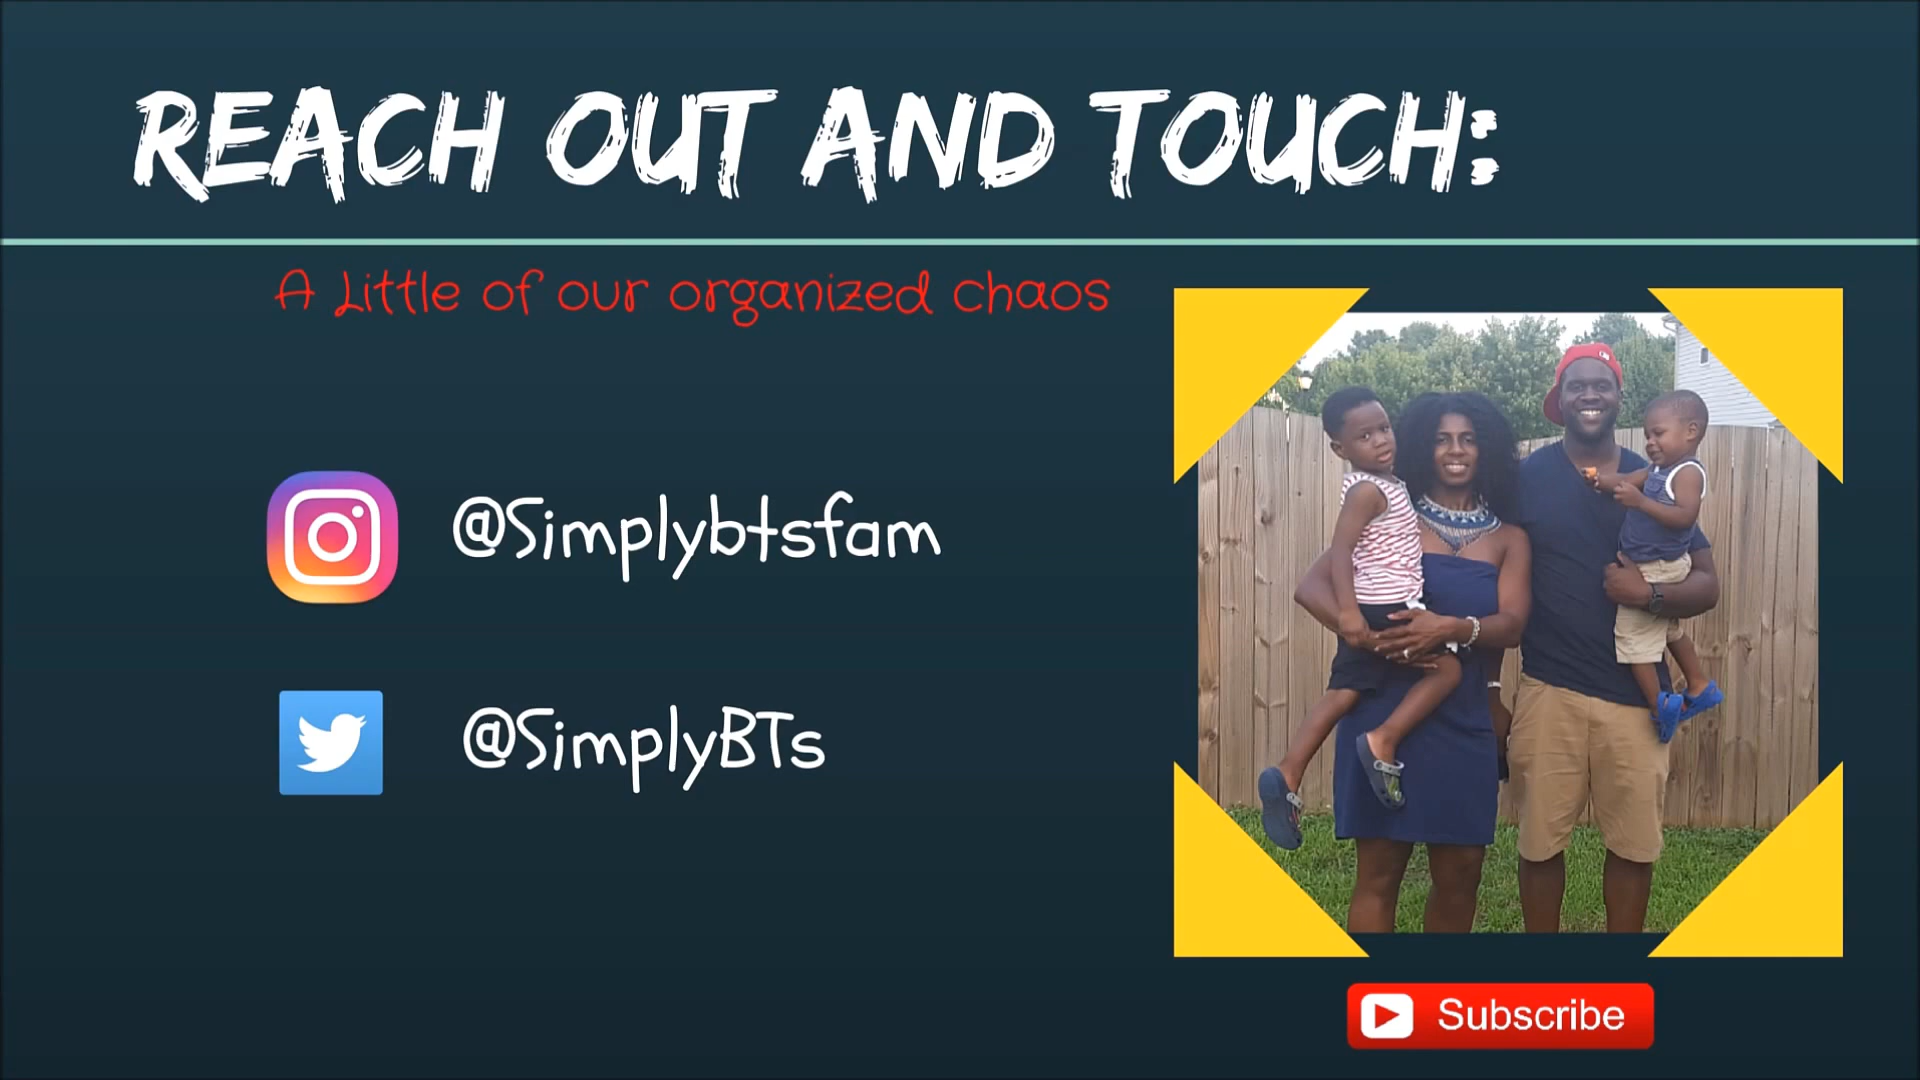 REACH OUT AND TOUCH:
A Little of our organized chaos
@Simplybtsfam
@SimplyBTs
Subscribe